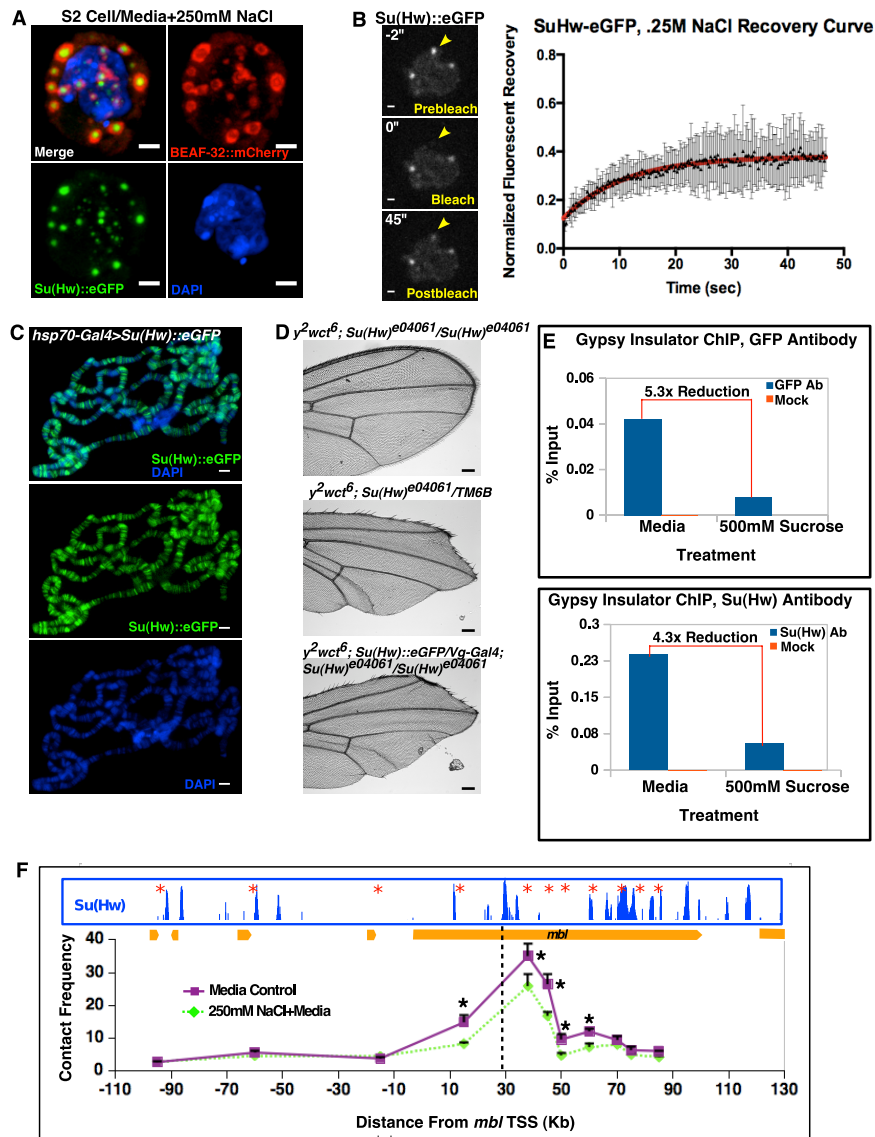 A
S2 Cell/Media+250mM NaCl
Merge
BEAF-32::mCherry
Su(Hw)::eGFP
DAPI
B
Su(Hw)::eGFP
-2"
Prebleach
0"
Bleach
45"
Postbleach
SuHw-eGFP, .25M NaCl Recovery Curve
Normalized Fluorescent Recovery
0.8
0.6
0.4
0.2
0.0
0 10 20 30 40 50
Time (sec)
C
hsp70-Gal4>Su(Hw)::eGFP
Su(Hw)::eGFP
DAPI
Su(Hw)::eGFP
DAPI
D
y2wct6; Su(Hw)e04061/Su(Hw)e04061
y2wct6; Su(Hw)e04061/TM6B
y2wct6; Su(Hw)::eGFP/Vg-Gal4;
Su(Hw)e04061/Su(Hw)e04061
E
Gypsy Insulator ChIP, GFP Antibody
0.06
0.04
0.02
0
% Input
5.3x Reduction
GFP Ab
Mock
Media 500mM Sucrose
Treatment
Gypsy Insulator ChIP, Su(Hw) Antibody
0.3
0.23
0.15
0.08
0
% Input
4.3x Reduction
Su(Hw) Ab
Mock
Media 500mM Sucrose
Treatment
F
Su(Hw)
* * * * * * * * * * *
mbl
Contact Frequency
40
30
20
10
0
Media Control
250mM NaCl+Media
* * * * *
-110 -90 -70 -50 -30 -10 10 30 50 70 90 110 130
Distance From mbl TSS (Kb)